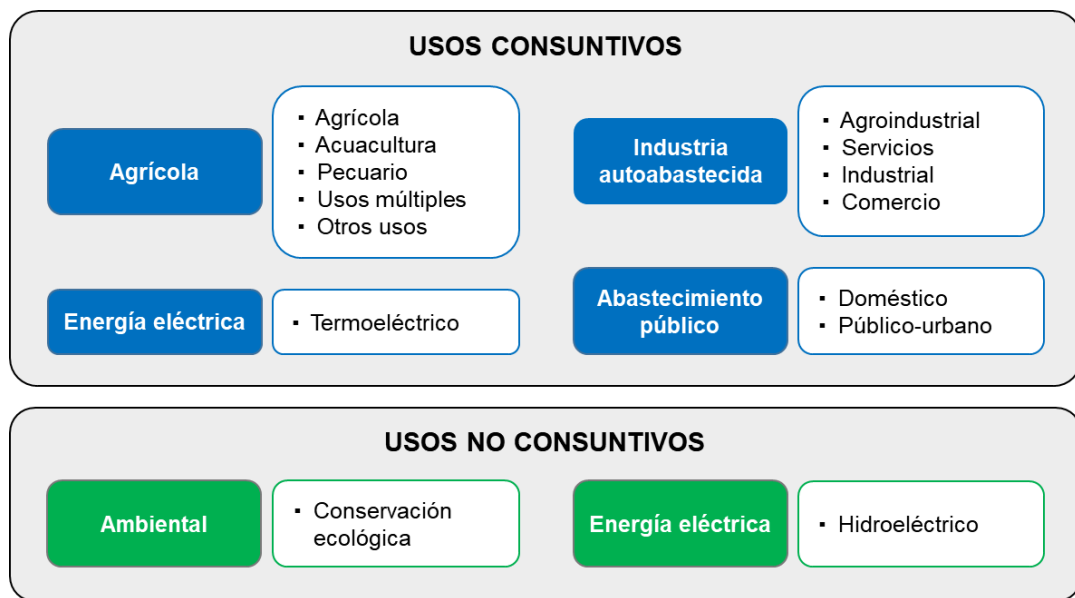 USOS CONSUNTIVOS
Agrícola
▪ Agrícola
▪ Acuacultura
▪ Pecuario
▪ Usos múltiples
▪ Otros usos
Industria
autoabastecida
▪ Agroindustrial
▪ Servicios
▪ Industrial
▪ Comercio
Energía eléctrica
▪ Termoeléctrico
Abastecimiento
público
▪ Doméstico
▪ Público-urbano
USOS NO CONSUNTIVOS
Ambiental
▪ Conservación
ecológica
Energía eléctrica
▪ Hidroeléctrico